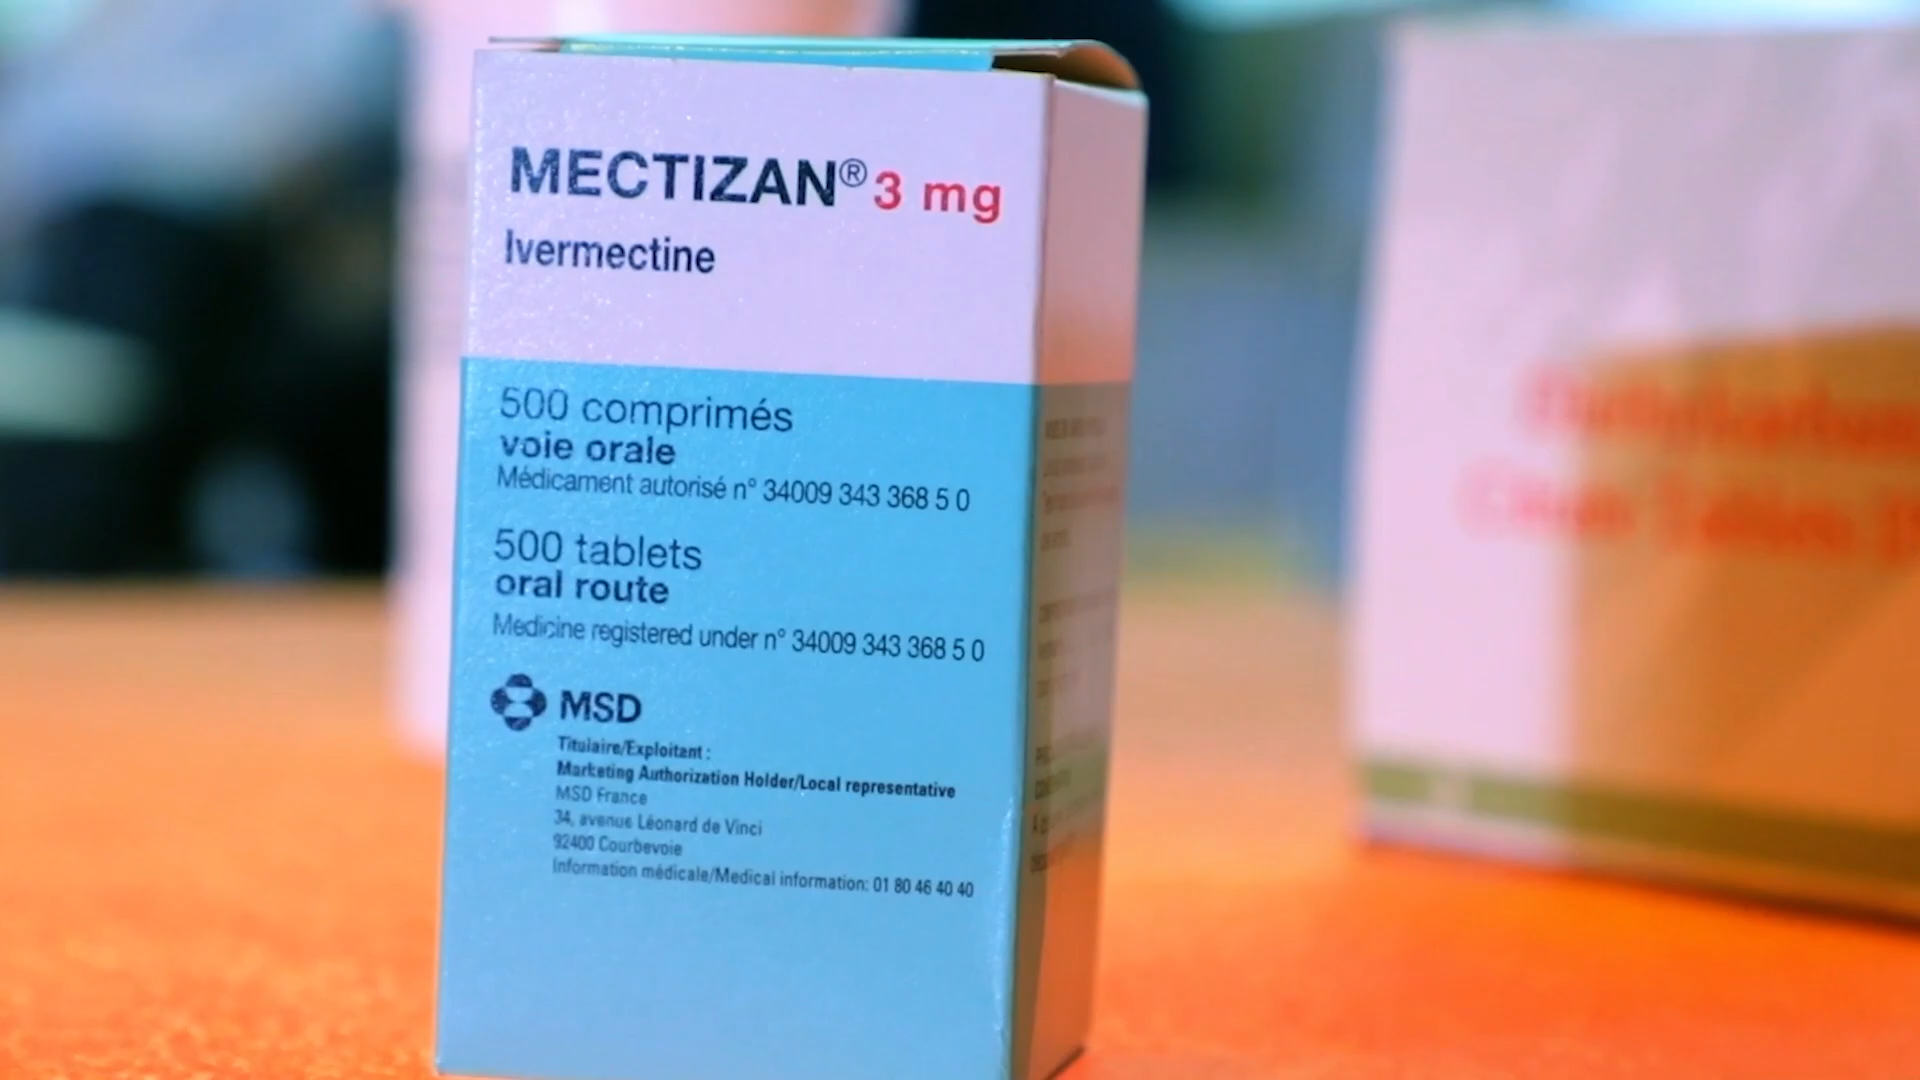 MECTIZAN® 3 mg
Ivermectine
500 comprimés
voie orale
Médicament autorisé n° 34009 343 368 5 0
500 tablets
oral route
Medicine registered under n° 34009 343 368 5 0
MSD
Titulaire/Exploitant :
Marketing Authorization Holder/Local representative
MSD France
34, avenue Léonard de Vinci
92400 Courbevoie
Information médicale/Medical information: 01 80 46 40 40